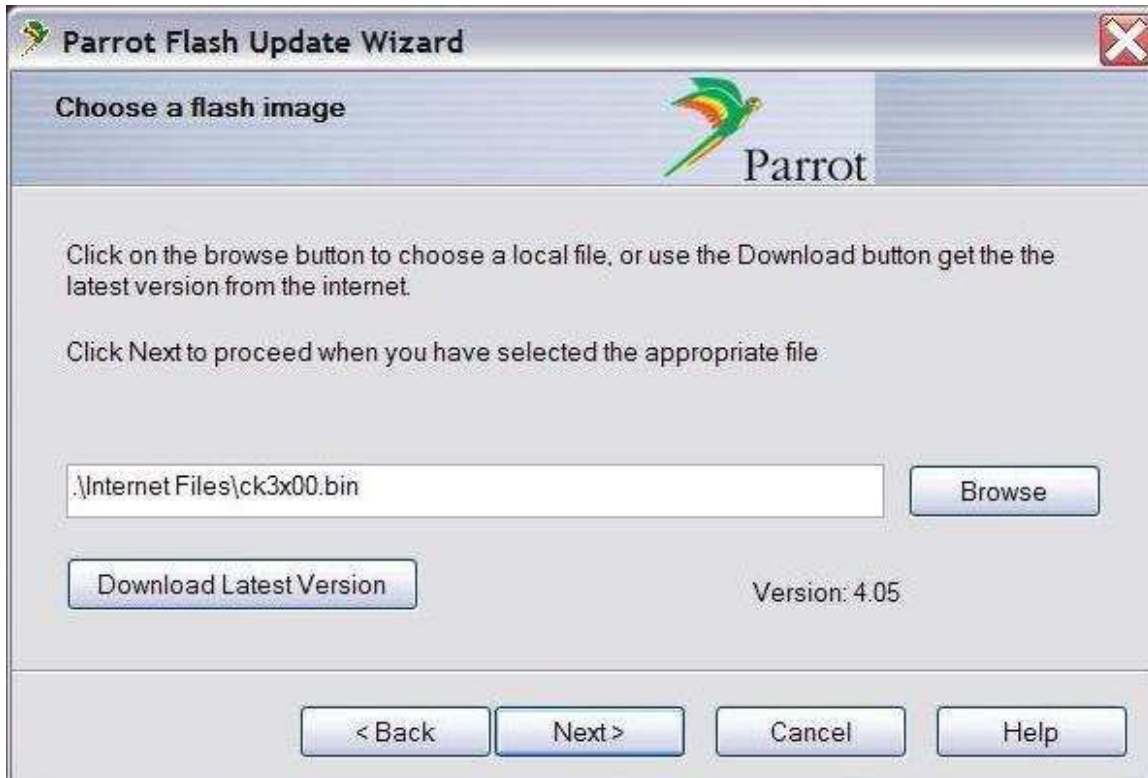 Parrot Flash Update Wizard
Choose a flash image
Parrot
Click on the browse button to choose a local file, or use the Download button get the the
latest version from the internet.
Click Next to proceed when you have selected the appropriate file
.\Internet Files\ck3x00.bin
Browse
Download Latest Version
Version: 4.05
< Back
Next >
Cancel
Help